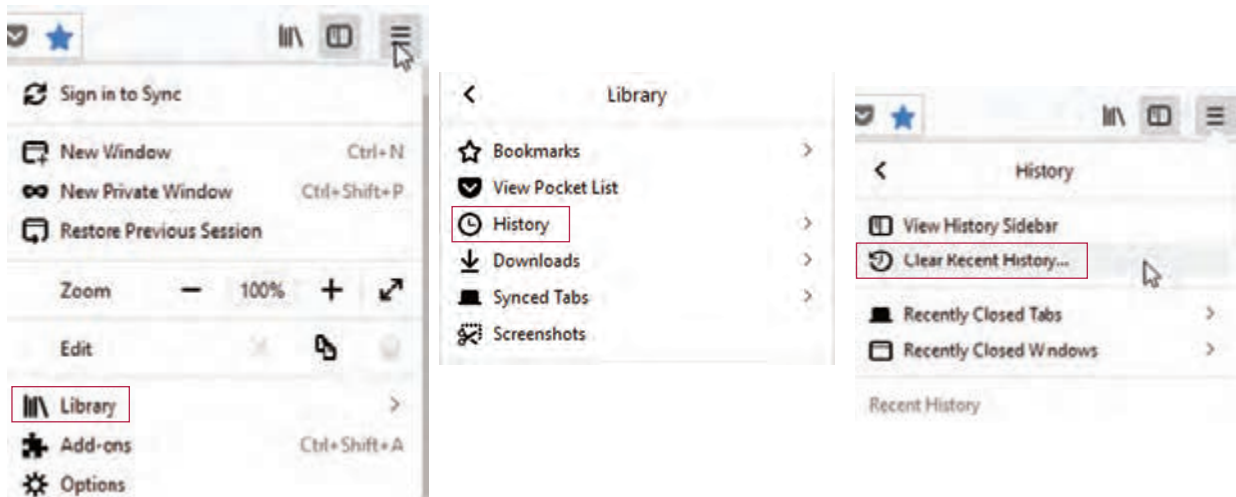 Sign in to Sync
New Window Ctrl+N
New Private Window Ctrl+Shift+P
Restore Previous Session
Zoom − 100% +
Edit
Library >
Add-ons Ctrl+Shift+A
Options
< Library
Bookmarks >
View Pocket List
History >
Downloads >
Synced Tabs >
Screenshots
< History
View History Sidebar
Clear Recent History...
Recently Closed Tabs >
Recently Closed Windows >
Recent History